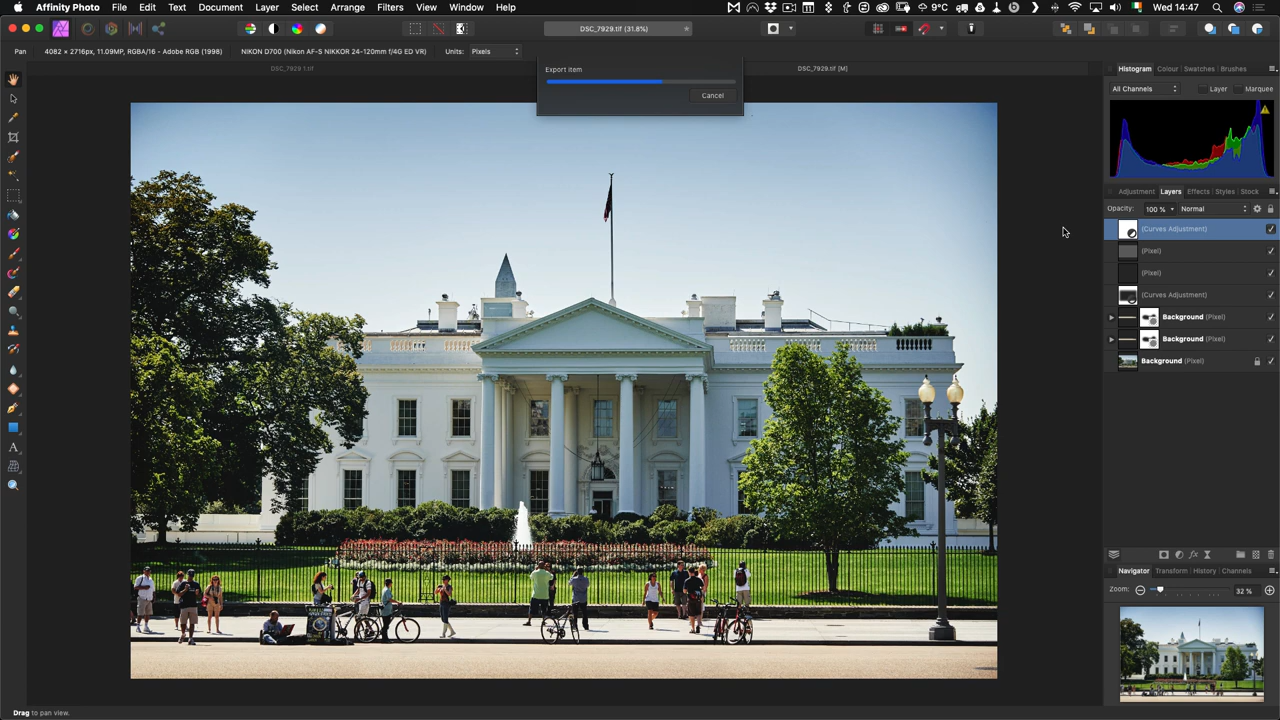 Affinity Photo File Edit Text Document Layer Select Arrange Filters View Window Help 9°C Wed 14:47
DSC_7929.tif (31.8%)
Pan 4082 × 2716px, 11.09MP, RGBA/16 - Adobe RGB (1998) NIKON D700 (Nikon AF-S NIKKOR 24-120mm f/4G ED VR) Units: Pixels
DSC_7929 1.tif DSC_7929.tif [M]
Export item
Cancel
Histogram Colour Swatches Brushes
All Channels Layer Marquee
Adjustment Layers Effects Styles Stock
Opacity: 100 % Normal
(Curves Adjustment)
(Pixel)
(Pixel)
(Curves Adjustment)
Background (Pixel)
Background (Pixel)
Background (Pixel)
fx
Navigator Transform History Channels
Zoom: 32 %
Drag to pan view.